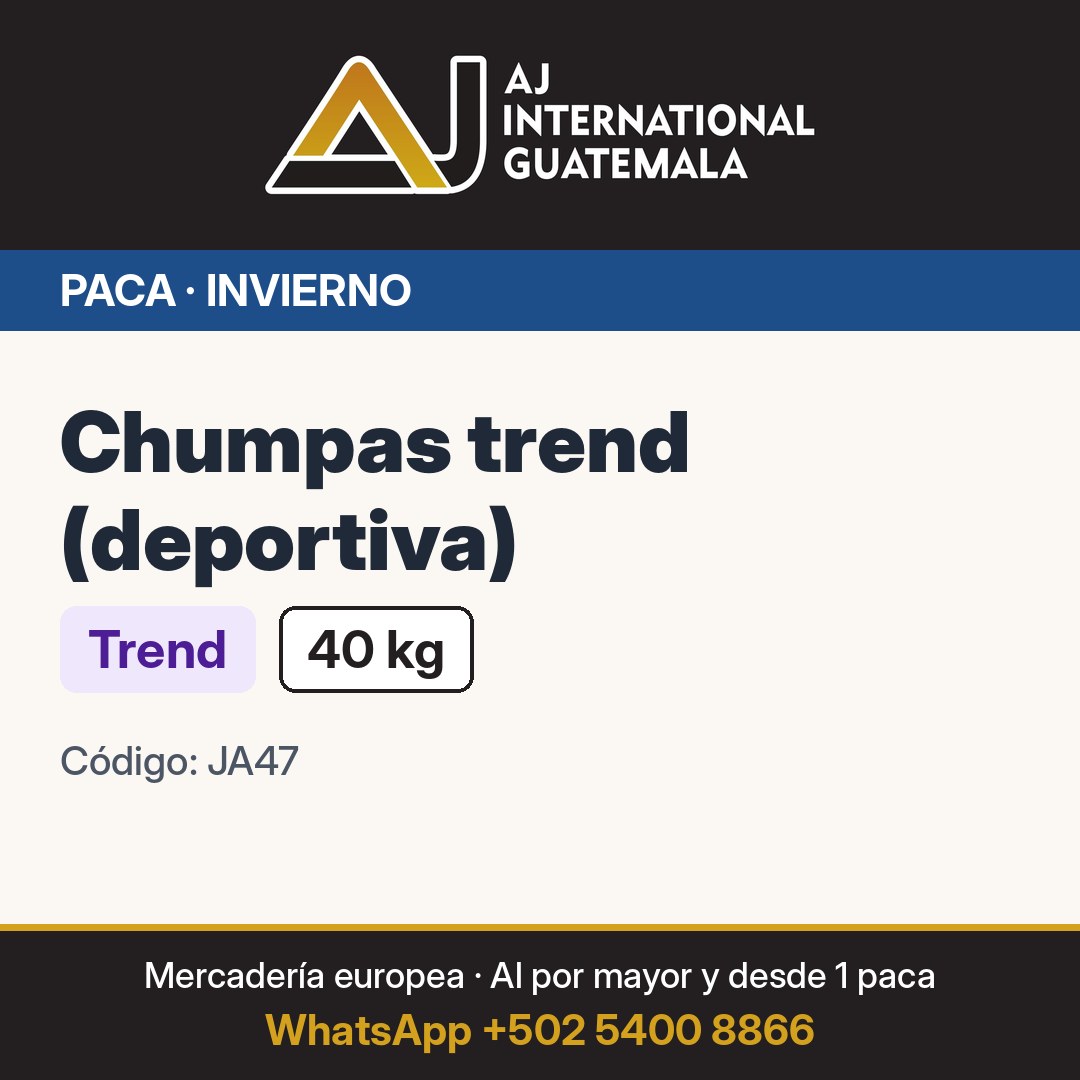 AJ
AJ
INTERNATIONAL
GUATEMALA
PACA · INVIERNO
Chumpas trend
(deportiva)
Trend
40 kg
Código: JA47
Mercadería europea · Al por mayor y desde 1 paca
WhatsApp +502 5400 8866